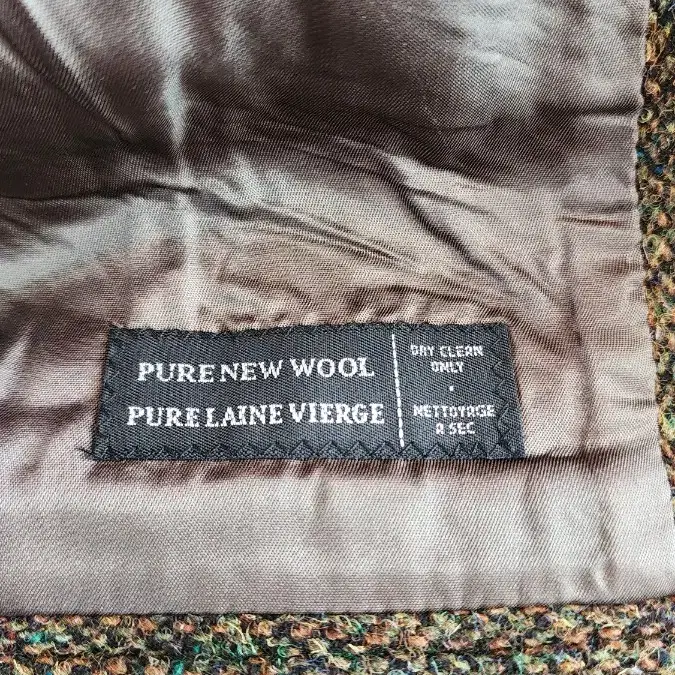 PURE NEW WOOL
PURE LAINE VIERGE
DRY CLEAN
ONLY
•
NETTOYAGE
A SEC